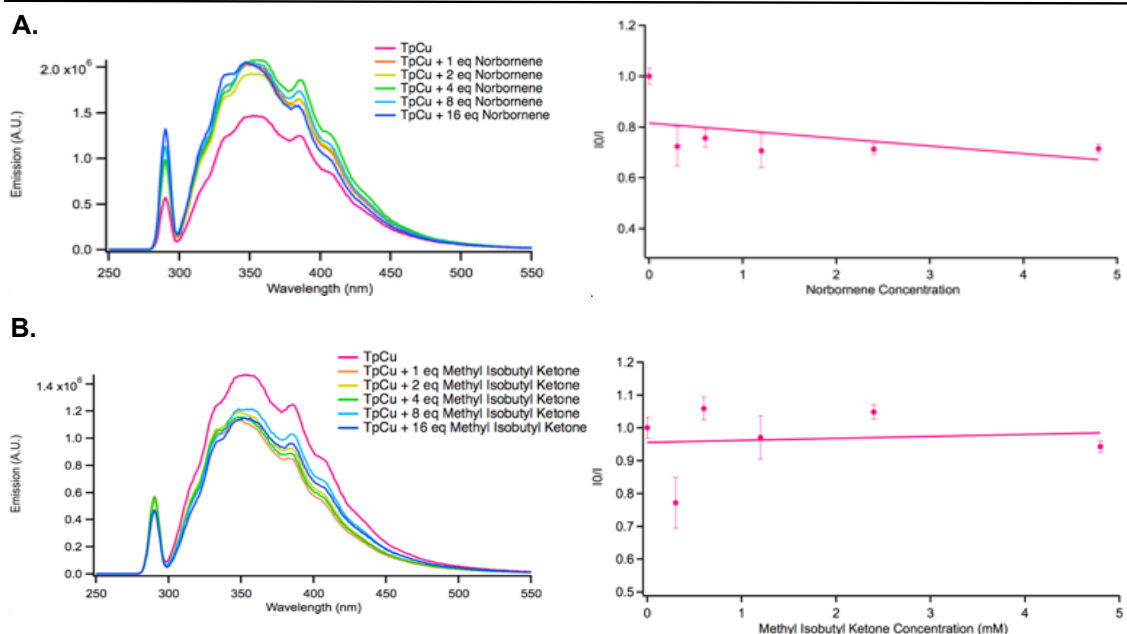 A.
TpCu
TpCu + 1 eq Norbornene
TpCu + 2 eq Norbornene
TpCu + 4 eq Norbornene
TpCu + 8 eq Norbornene
TpCu + 16 eq Norbornene
Emission (A.U.)
2.0 x10⁶
1.5
1.0
0.5
0.0
250 300 350 400 450 500 550
Wavelength (nm)
I0/I
1.2
1.0
0.8
0.6
0.4
0 1 2 3 4 5
Norbornene Concentration
B.
TpCu
TpCu + 1 eq Methyl Isobutyl Ketone
TpCu + 2 eq Methyl Isobutyl Ketone
TpCu + 4 eq Methyl Isobutyl Ketone
TpCu + 8 eq Methyl Isobutyl Ketone
TpCu + 16 eq Methyl Isobutyl Ketone
Emission (A.U.)
1.4 x10⁶
1.2
1.0
0.8
0.6
0.4
0.2
0.0
250 300 350 400 450 500 550
Wavelength (nm)
I0/I
1.2
1.1
1.0
0.9
0.8
0.7
0.6
0.5
0 1 2 3 4 5
Methyl Isobutyl Ketone Concentration (mM)